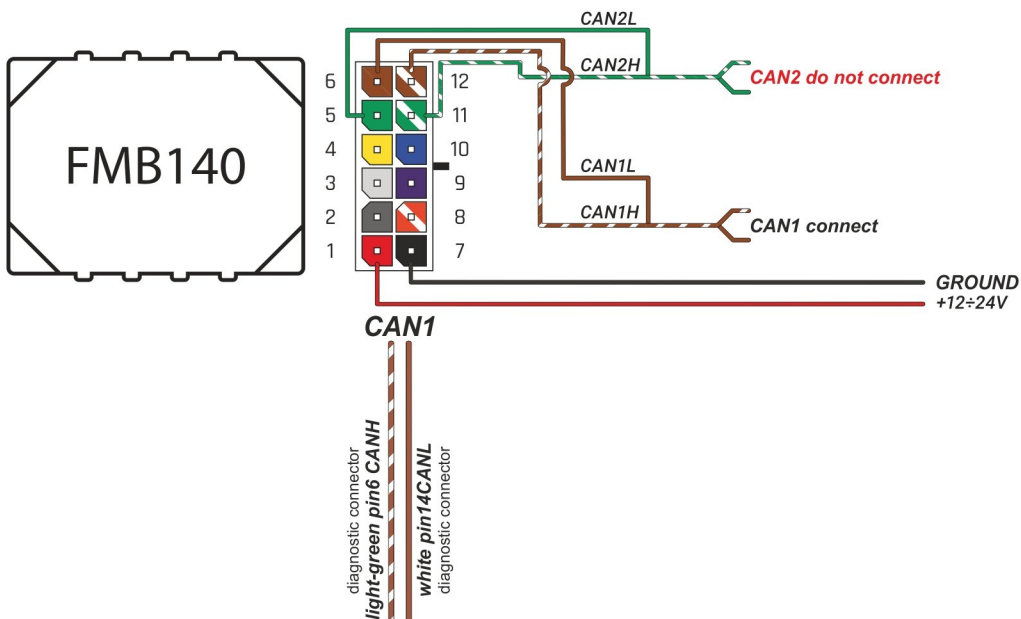 CAN2L
CAN2H
CAN2 do not connect
6
12
5
11
4
10
3
9
2
8
1
7
FMB140
CAN1L
CAN1H
CAN1 connect
GROUND
+12÷24V
CAN1
diagnostic connector
light-green pin6 CANH
white pin14CANL
diagnostic connector